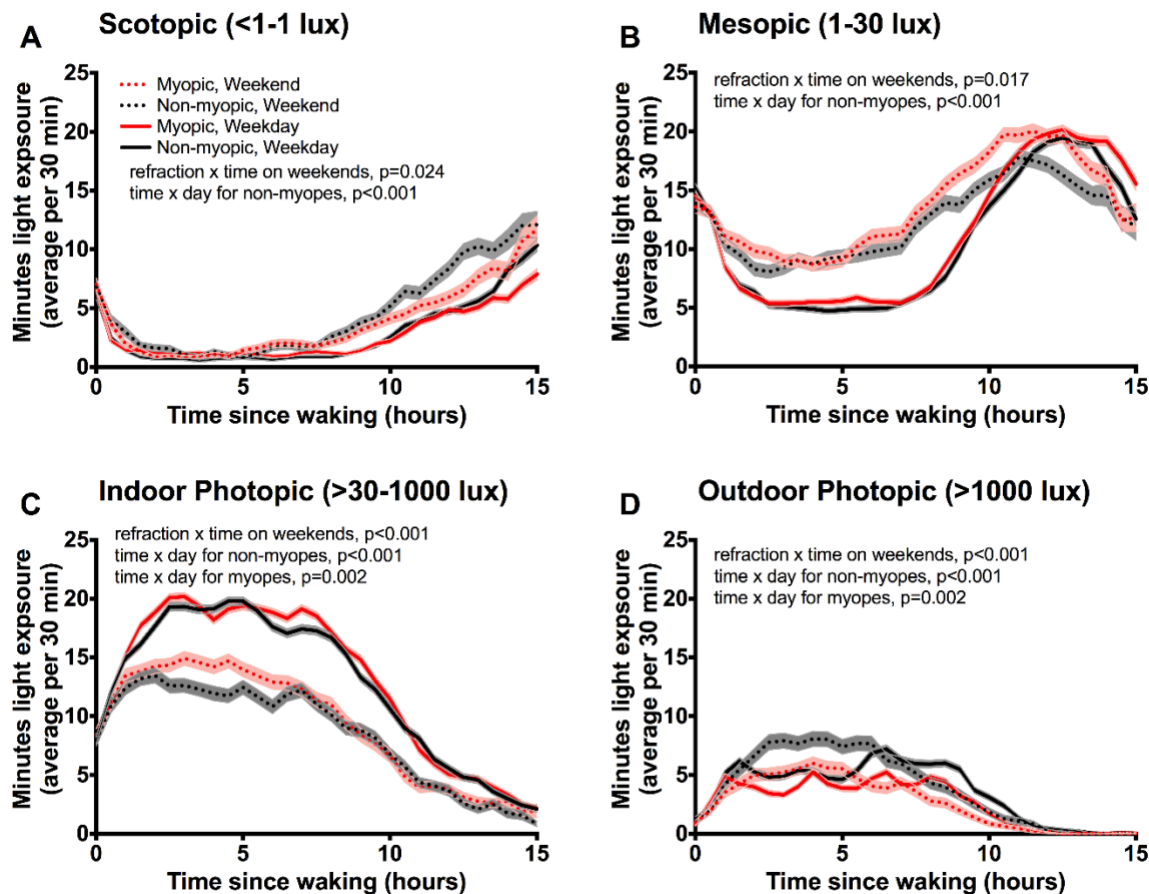 A
Scotopic (<1-1 lux)
Minutes light expsoure
(average per 30 min)
25
20
15
10
5
0
Myopic, Weekend
Non-myopic, Weekend
Myopic, Weekday
Non-myopic, Weekday
refraction x time on weekends, p=0.024
time x day for non-myopes, p<0.001
0 5 10 15
Time since waking (hours)
B
Mesopic (1-30 lux)
Minutes light expsoure
(average per 30 min)
25
20
15
10
5
0
refraction x time on weekends, p=0.017
time x day for non-myopes, p<0.001
0 5 10 15
Time since waking (hours)
C
Indoor Photopic (>30-1000 lux)
Minutes light expsoure
(average per 30 min)
25
20
15
10
5
0
refraction x time on weekends, p<0.001
time x day for non-myopes, p<0.001
time x day for myopes, p=0.002
0 5 10 15
Time since waking (hours)
D
Outdoor Photopic (>1000 lux)
Minutes light expsoure
(average per 30 min)
25
20
15
10
5
0
refraction x time on weekends, p<0.001
time x day for non-myopes, p<0.001
time x day for myopes, p=0.002
0 5 10 15
Time since waking (hours)